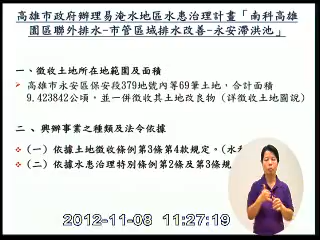 高雄市政府辦理易淹水地區水患治理計畫「南科高雄
園區聯外排水-市管區域排水改善-永安滯洪池」
一、徵收土地所在地範圍及面積
高雄市永安區保安段379地號內等69筆土地，合計面積
9.423842公頃，並一併徵收其土地改良物（詳徵收土地圖說）
二、興辦事業之種類及法令依據
（一）依據土地徵收條例第3條第4款規定。（水
（二）依據水患治理特別條例第2條及第3條規
2012-11-08 11:27:19